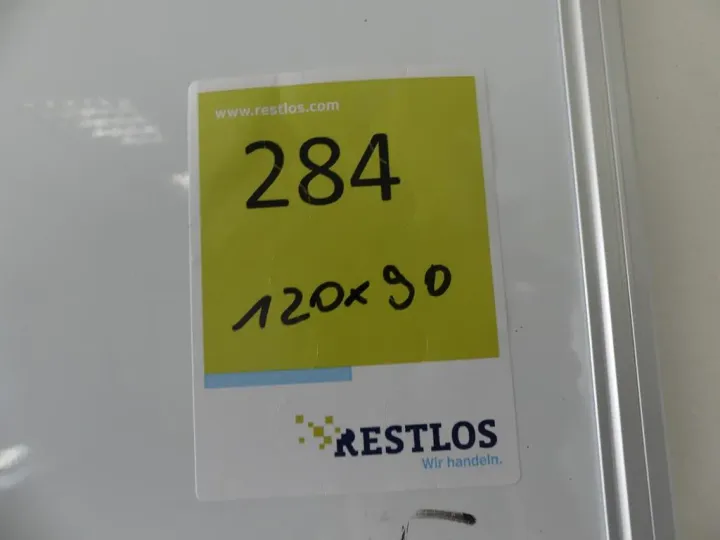 www.restlos.com
284
120x90
RESTLOS
Wir handeln.